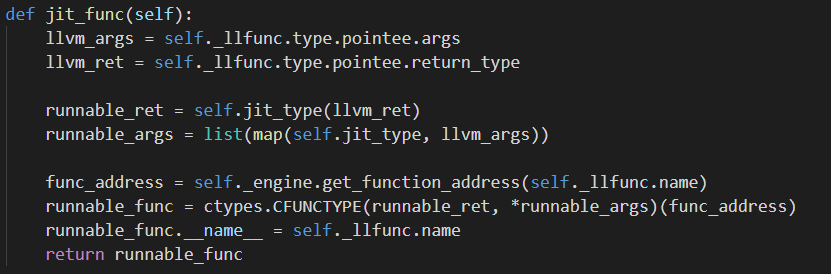 def jit_func(self):
    llvm_args = self._llfunc.type.pointee.args
    llvm_ret = self._llfunc.type.pointee.return_type

    runnable_ret = self.jit_type(llvm_ret)
    runnable_args = list(map(self.jit_type, llvm_args))

    func_address = self._engine.get_function_address(self._llfunc.name)
    runnable_func = ctypes.CFUNCTYPE(runnable_ret, *runnable_args)(func_address)
    runnable_func.__name__ = self._llfunc.name
    return runnable_func